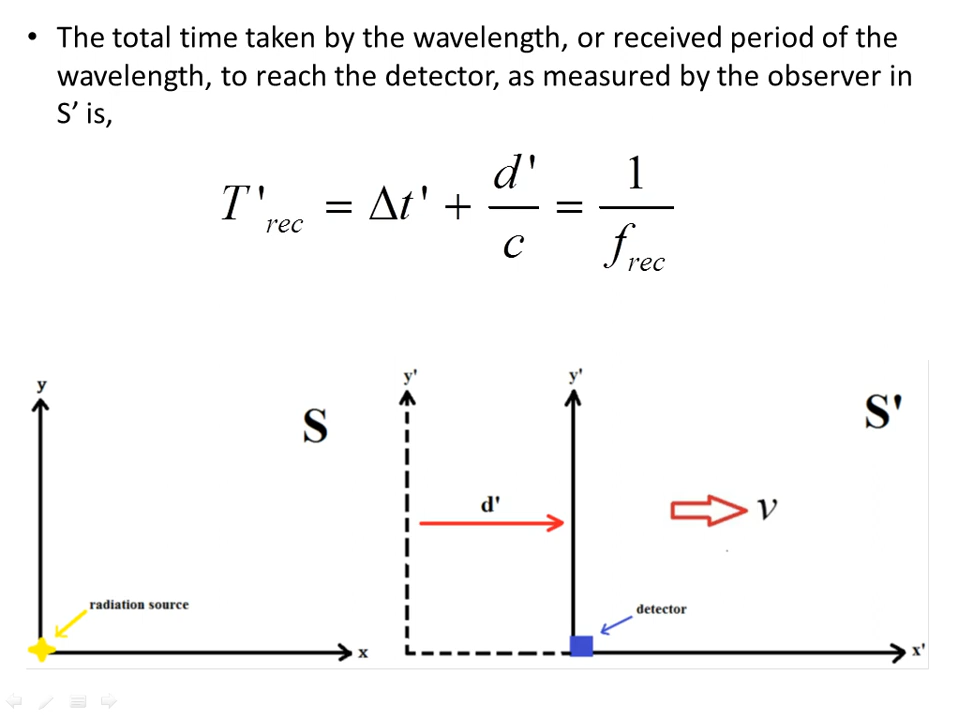 • The total time taken by the wavelength, or received period of the
wavelength, to reach the detector, as measured by the observer in
S’ is,
T'rec = Δt' + d'/c = 1/frec
y
S
y'
y'
S'
d'
v
radiation source
detector
x
x'